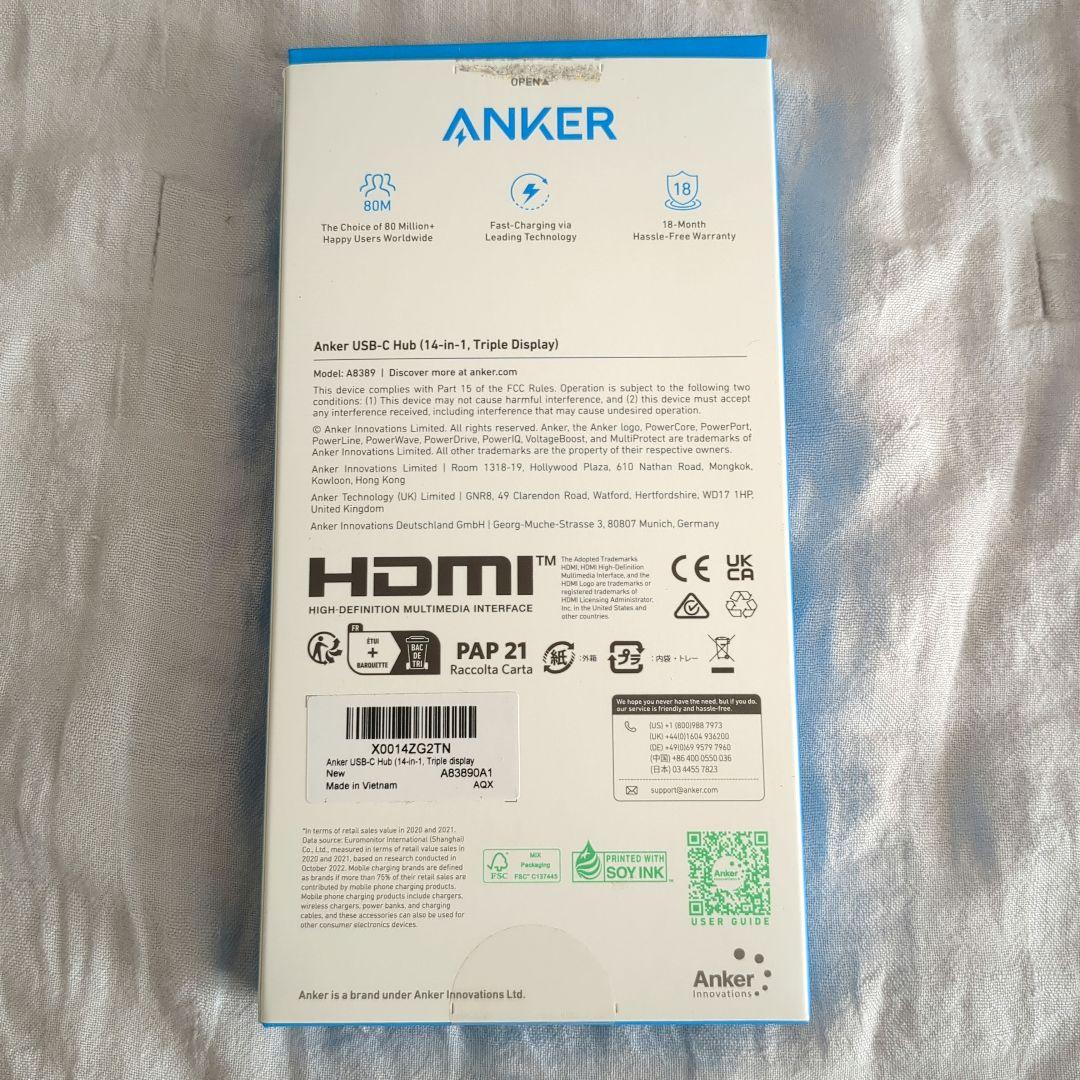 OPEN
ANKER
80M
The Choice of 80 Million+
Happy Users Worldwide
Fast-Charging via
Leading Technology
18
18-Month
Hassle-Free Warranty
Anker USB-C Hub (14-in-1, Triple Display)
Model: A8389 | Discover more at anker.com
This device complies with Part 15 of the FCC Rules. Operation is subject to the following two
conditions: (1) This device may not cause harmful interference, and (2) this device must accept
any interference received, including interference that may cause undesired operation.
© Anker Innovations Limited. All rights reserved. Anker, the Anker logo, PowerCore, PowerPort,
PowerLine, PowerWave, PowerDrive, PowerIQ, VoltageBoost, and MultiProtect are trademarks of
Anker Innovations Limited. All other trademarks are the property of their respective owners.
Anker Innovations Limited | Room 1318-19, Hollywood Plaza, 610 Nathan Road, Mongkok,
Kowloon, Hong Kong
Anker Technology (UK) Limited | GNR8, 49 Clarendon Road, Watford, Hertfordshire, WD17 1HP,
United Kingdom
Anker Innovations Deutschland GmbH | Georg-Muche-Strasse 3, 80807 Munich, Germany
HDMI™
HIGH-DEFINITION MULTIMEDIA INTERFACE
The Adopted Trademarks
HDMI, HDMI High-Definition
Multimedia Interface, and the
HDMI Logo are trademarks or
registered trademarks of
HDMI Licensing Administrator,
Inc. in the United States and
other countries.
CE
UK
CA
FR
ÉTUI
+
BARQUETTE
BAC
DE
TRI
PAP 21
Raccolta Carta
紙
:外箱
プラ
:内袋・トレー
X0014ZG2TN
Anker USB-C Hub (14-in-1, Triple display
New
A83890A1
Made in Vietnam
AQX
We hope you never have the need, but if you do,
our service is friendly and hassle-free.
(US) +1 (800)988 7973
(UK) +44(0)1604 936200
(DE) +49(0)69 9579 7960
(中国) +86 400 0550 036
(日本) 03 4455 7823
support@anker.com
*In terms of retail sales value in 2020 and 2021.
Data source: Euromonitor International (Shanghai)
Co., Ltd., measured in terms of retail value sales in
2020 and 2021, based on research conducted in
October 2022. Mobile charging brands are defined
as brands if more than 75% of their retail sales are
contributed by mobile phone charging products.
Mobile phone charging products include chargers,
wireless chargers, power banks, and charging
cables, and these accessories can also be used for
other consumer electronics devices.
FSC
MIX
Packaging
FSC™ C137445
PRINTED WITH
SOY INK™
Anker
USER GUIDE
Anker is a brand under Anker Innovations Ltd.
Anker
Innovations